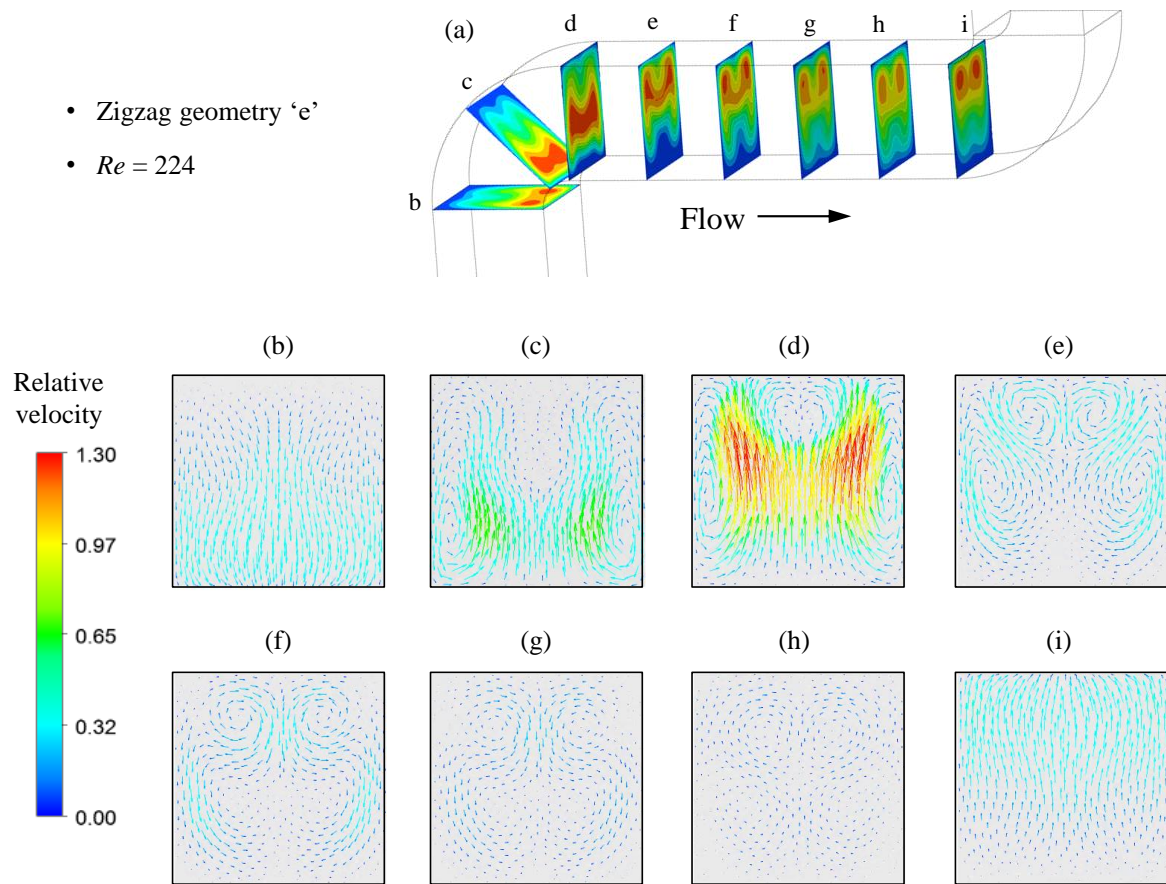 (a)
d
e
f
g
h
i
c
b
• Zigzag geometry ‘e’
• Re = 224
Flow
(b)
(c)
(d)
(e)
Relative
velocity
1.30
0.97
0.65
0.32
0.00
(f)
(g)
(h)
(i)